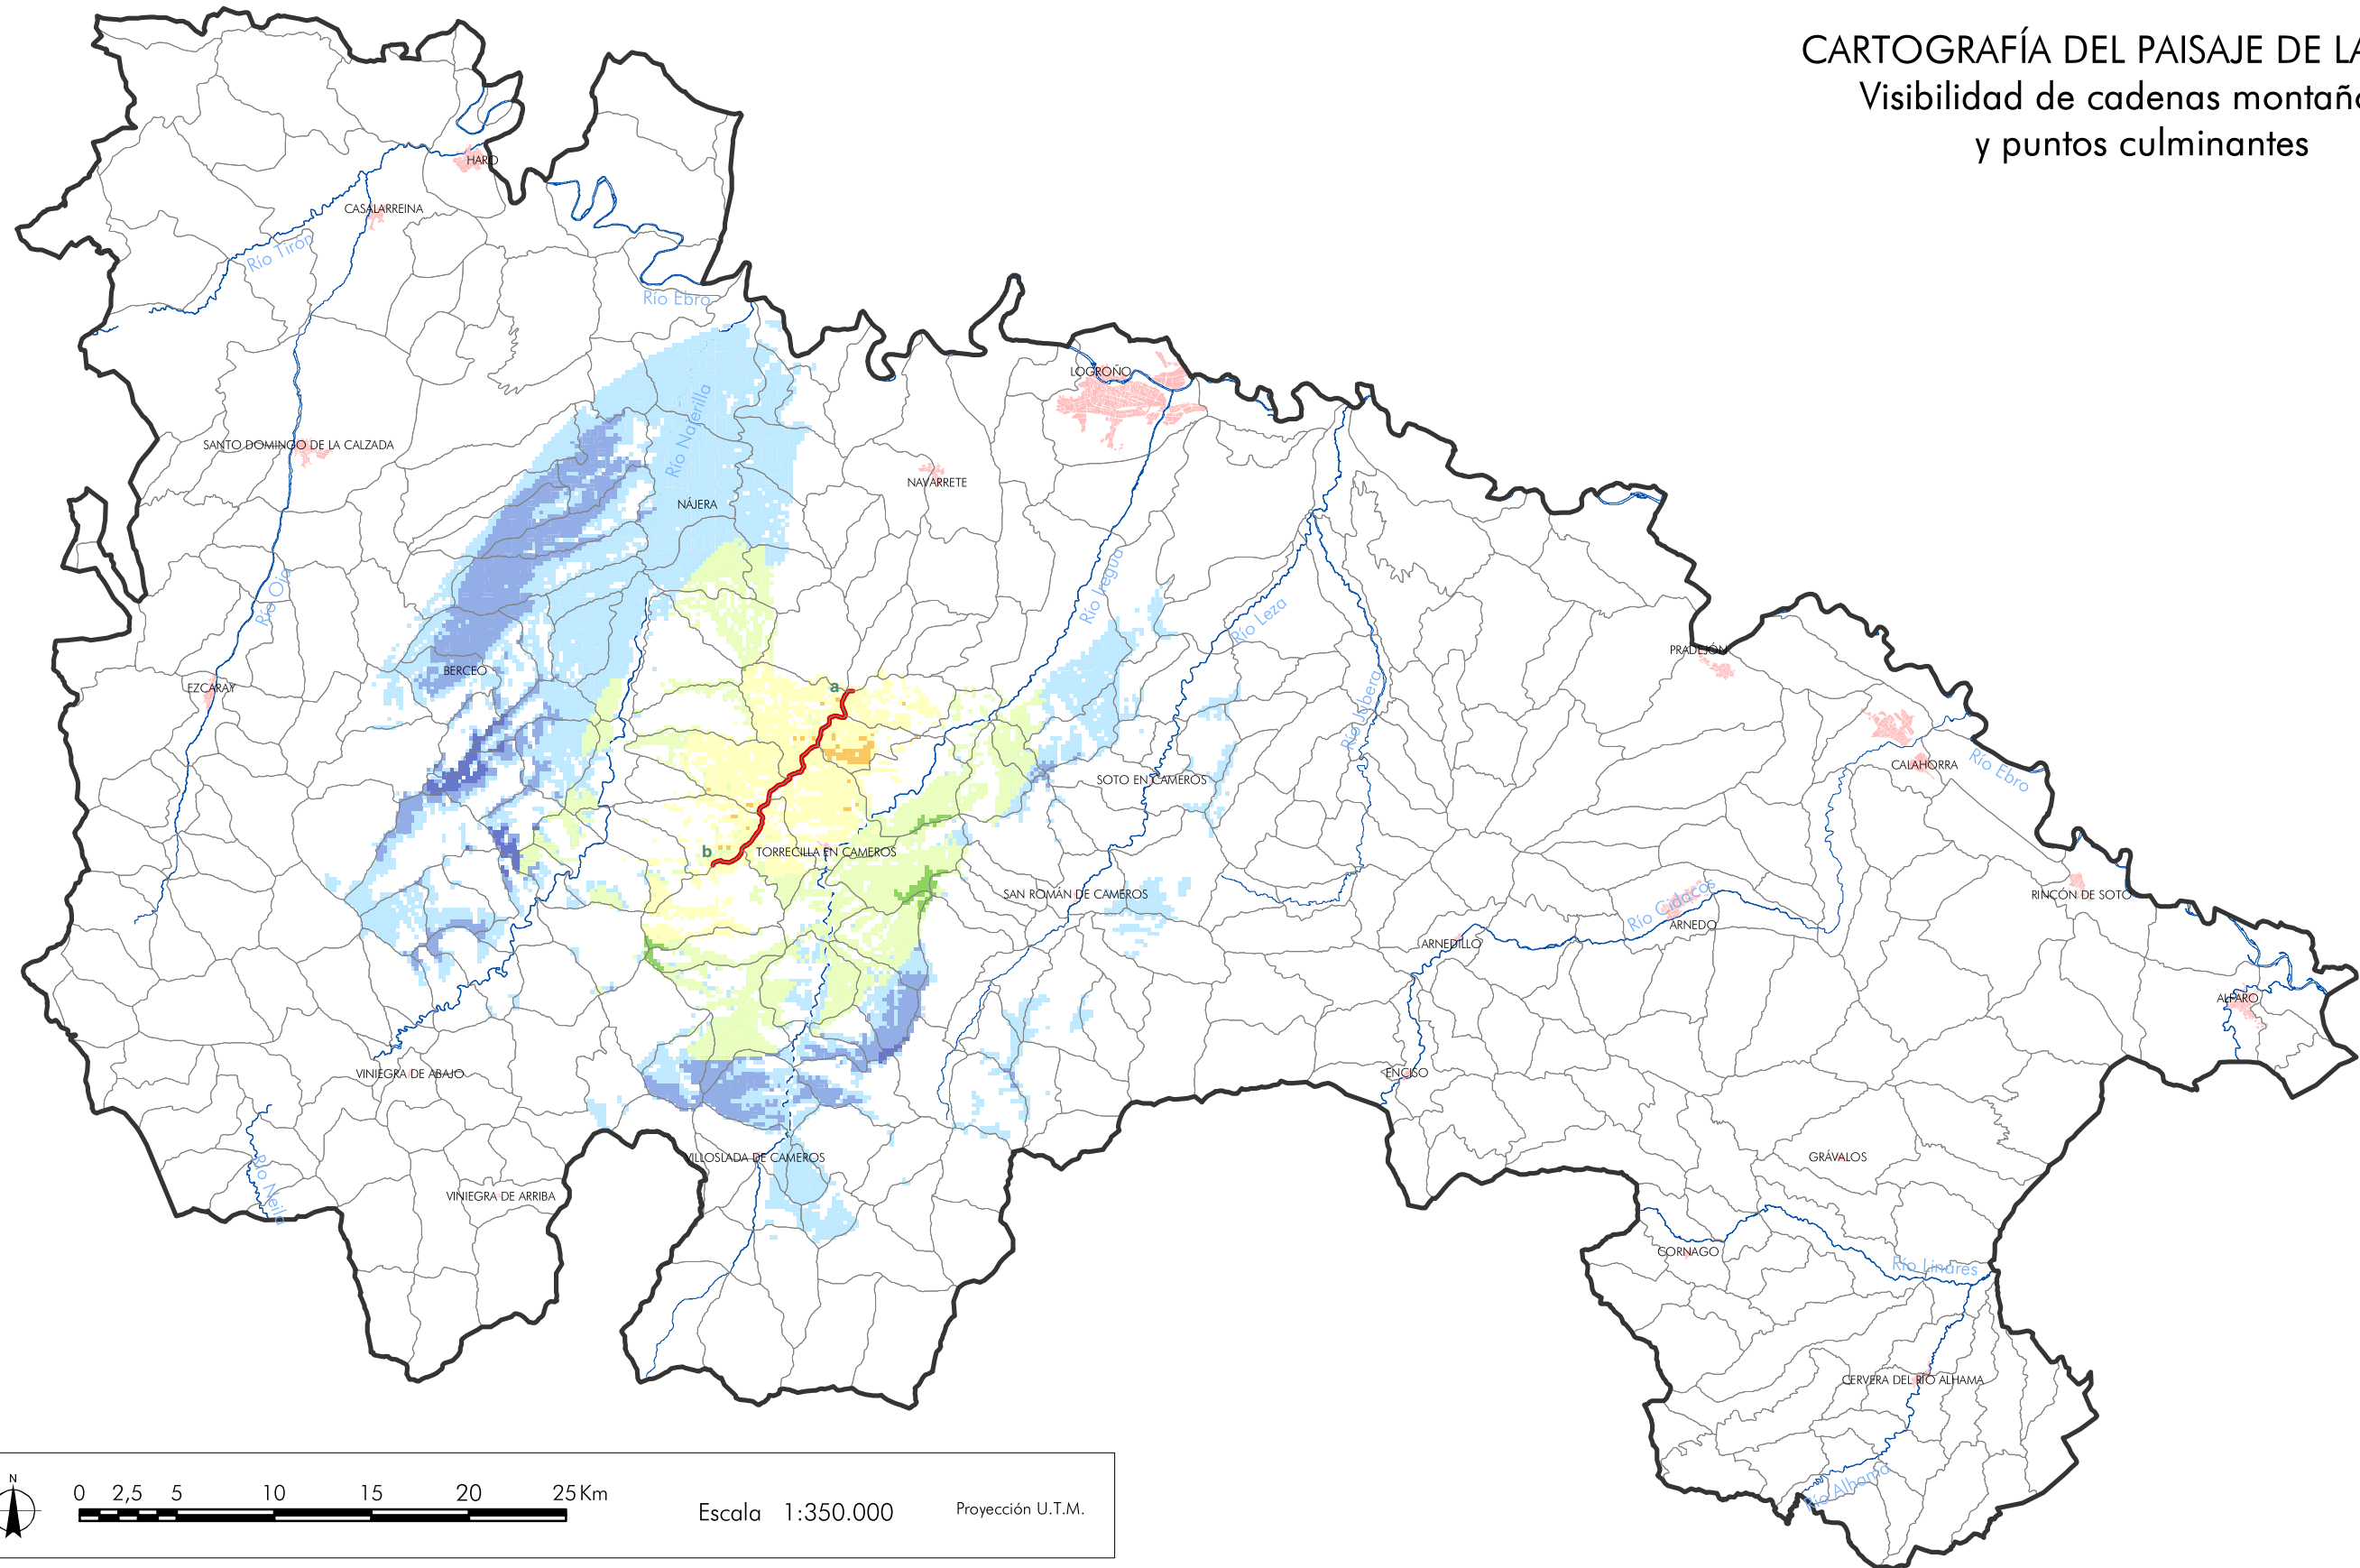 CARTOGRAFÍA DEL PAISAJE DE LA
Visibilidad de cadenas
y puntos culminantes
HARO
CASALARREINA
Río Tirón
Río Ebro
LOGROÑO
Río Najerilla
SANTO DOMINGO DE LA CALZADA
NAVARRETE
NÁJERA
Río Oja
Río Iregua
Río Leza
PRADEJÓN
BERCEO
EZCARAY
a
Río Jubera
CALAHORRA
Río Ebro
SOTO EN CAMEROS
b
TORRECILLA EN CAMEROS
SAN ROMÁN DE CAMEROS
Río Cidacos
RINCÓN DE SOTO
ARNEDO
ARNEDILLO
ALFARO
VINIEGRA DE ABAJO
ENCISO
VILLOSLADA DE CAMEROS
GRÁVALOS
Río Neila
VINIEGRA DE ARRIBA
CORNAGO
Río Linares
CERVERA DEL RÍO ALHAMA
Río Alhama
N
0 2,5 5 10 15 20 25 Km
Escala 1:350.000
Proyección U.T.M.